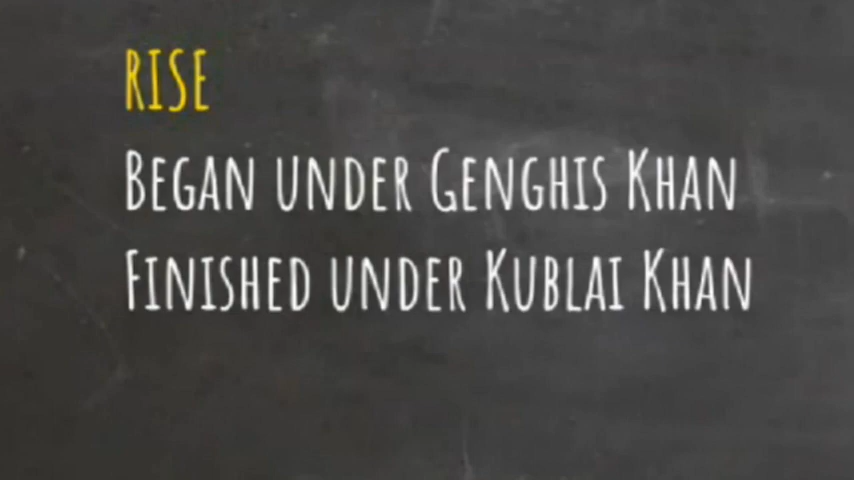 RISE
BEGAN UNDER GENGHIS KHAN
FINISHED UNDER KUBLAI KHAN